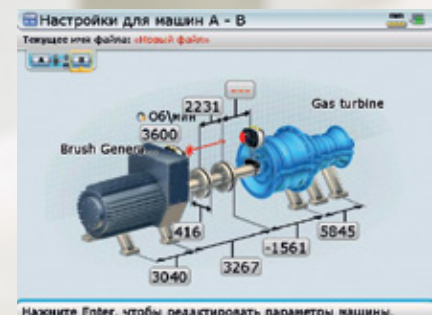 Настройки для машин А - В
Текущее имя файла: «Новый файл»
А В
2231
---
Об\мин
3600
Gas turbine
Brush Genera
416
-1561
5845
3040
3267
Нажмите Enter, чтобы редактировать параметры машины.